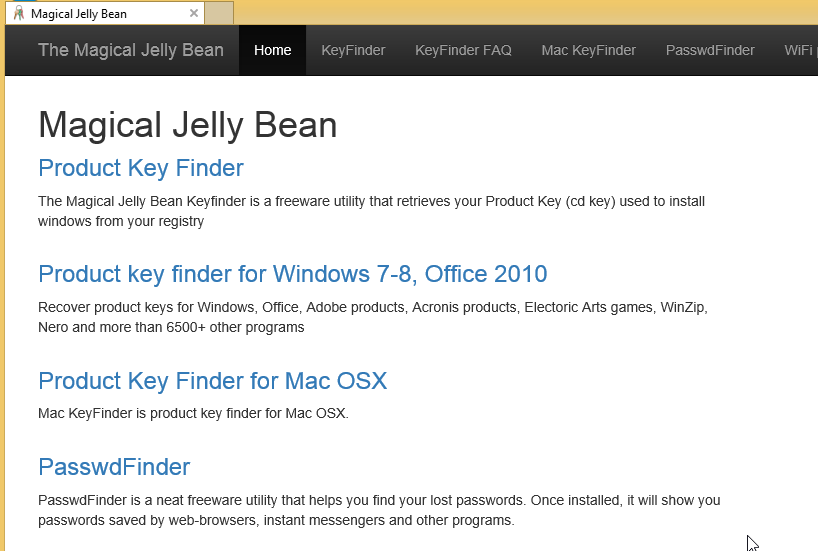 Magical Jelly Bean
The Magical Jelly Bean Home KeyFinder KeyFinder FAQ Mac KeyFinder PasswdFinder WiFi
Magical Jelly Bean
Product Key Finder
The Magical Jelly Bean Keyfinder is a freeware utility that retrieves your Product Key (cd key) used to install
windows from your registry
Product key finder for Windows 7-8, Office 2010
Recover product keys for Windows, Office, Adobe products, Acronis products, Electoric Arts games, WinZip,
Nero and more than 6500+ other programs
Product Key Finder for Mac OSX
Mac KeyFinder is product key finder for Mac OSX.
PasswdFinder
PasswdFinder is a neat freeware utility that helps you find your lost passwords. Once installed, it will show you
passwords saved by web-browsers, instant messengers and other programs.